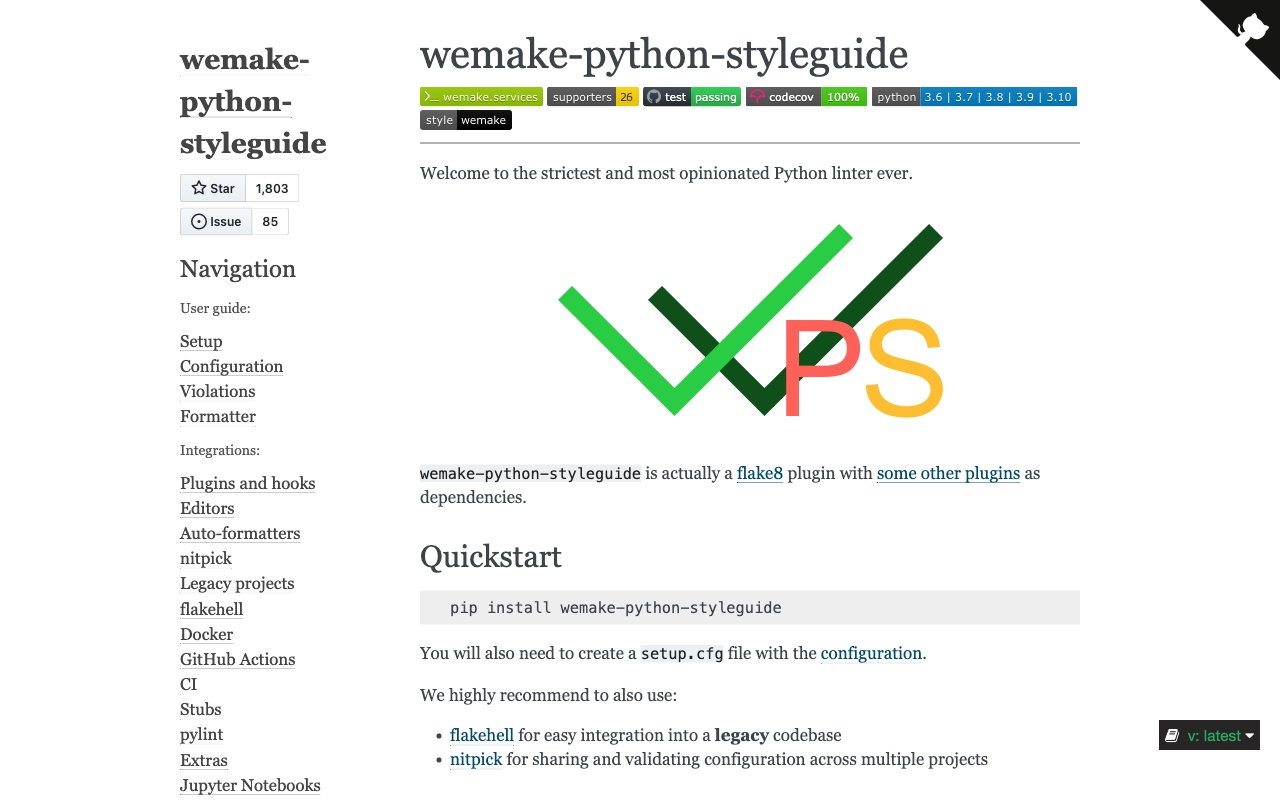 wemake-
python-
styleguide
Star 1,803
Issue 85
Navigation
User guide:
Setup
Configuration
Violations
Formatter
Integrations:
Plugins and hooks
Editors
Auto-formatters
nitpick
Legacy projects
flakehell
Docker
GitHub Actions
CI
Stubs
pylint
Extras
Jupyter Notebooks
wemake-python-styleguide
wemake.services supporters 26 test passing codecov 100% python 3.6 | 3.7 | 3.8 | 3.9 | 3.10
style wemake
Welcome to the strictest and most opinionated Python linter ever.
PS
wemake-python-styleguide is actually a flake8 plugin with some other plugins as
dependencies.
Quickstart
pip install wemake-python-styleguide
You will also need to create a setup.cfg file with the configuration.
We highly recommend to also use:
• flakehell for easy integration into a legacy codebase
• nitpick for sharing and validating configuration across multiple projects
v: latest